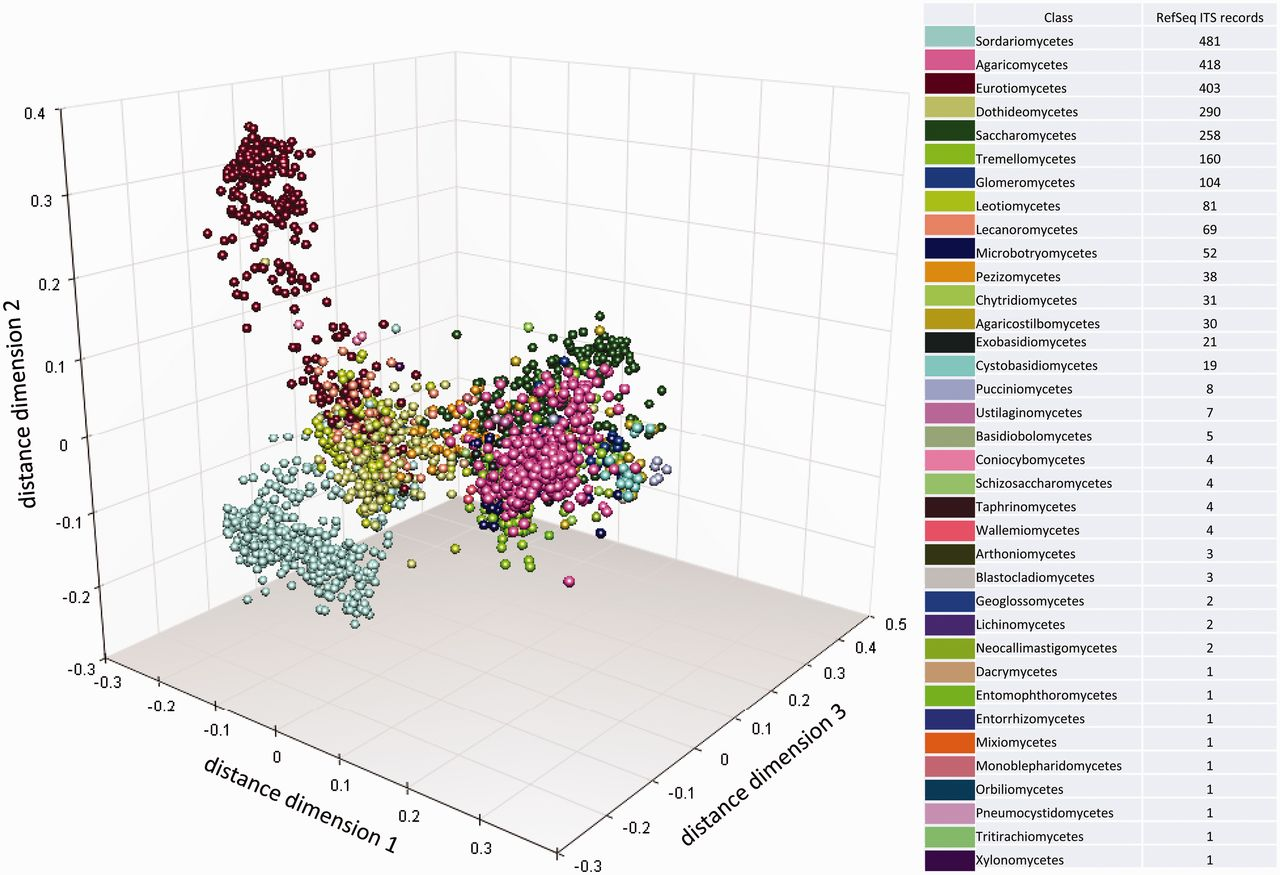 0.4
0.3
0.2
0.1
0
-0.1
-0.2
-0.3
distance dimension 2
-0.3
-0.2
-0.1
0
0.1
0.2
0.3
distance dimension 1
-0.3
-0.2
-0.1
0
0.1
0.2
0.3
0.4
0.5
distance dimension 3
Class RefSeq ITS records
Sordariomycetes 481
Agaricomycetes 418
Eurotiomycetes 403
Dothideomycetes 290
Saccharomycetes 258
Tremellomycetes 160
Glomeromycetes 104
Leotiomycetes 81
Lecanoromycetes 69
Microbotryomycetes 52
Pezizomycetes 38
Chytridiomycetes 31
Agaricostilbomycetes 30
Exobasidiomycetes 21
Cystobasidiomycetes 19
Pucciniomycetes 8
Ustilaginomycetes 7
Basidiobolomycetes 5
Coniocybomycetes 4
Schizosaccharomycetes 4
Taphrinomycetes 4
Wallemiomycetes 4
Arthoniomycetes 3
Blastocladiomycetes 3
Geoglossomycetes 2
Lichinomycetes 2
Neocallimastigomycetes 2
Dacrymycetes 1
Entomophthoromycetes 1
Entorrhizomycetes 1
Mixiomycetes 1
Monoblepharidomycetes 1
Orbiliomycetes 1
Pneumocystidomycetes 1
Tritirachiomycetes 1
Xylonomycetes 1